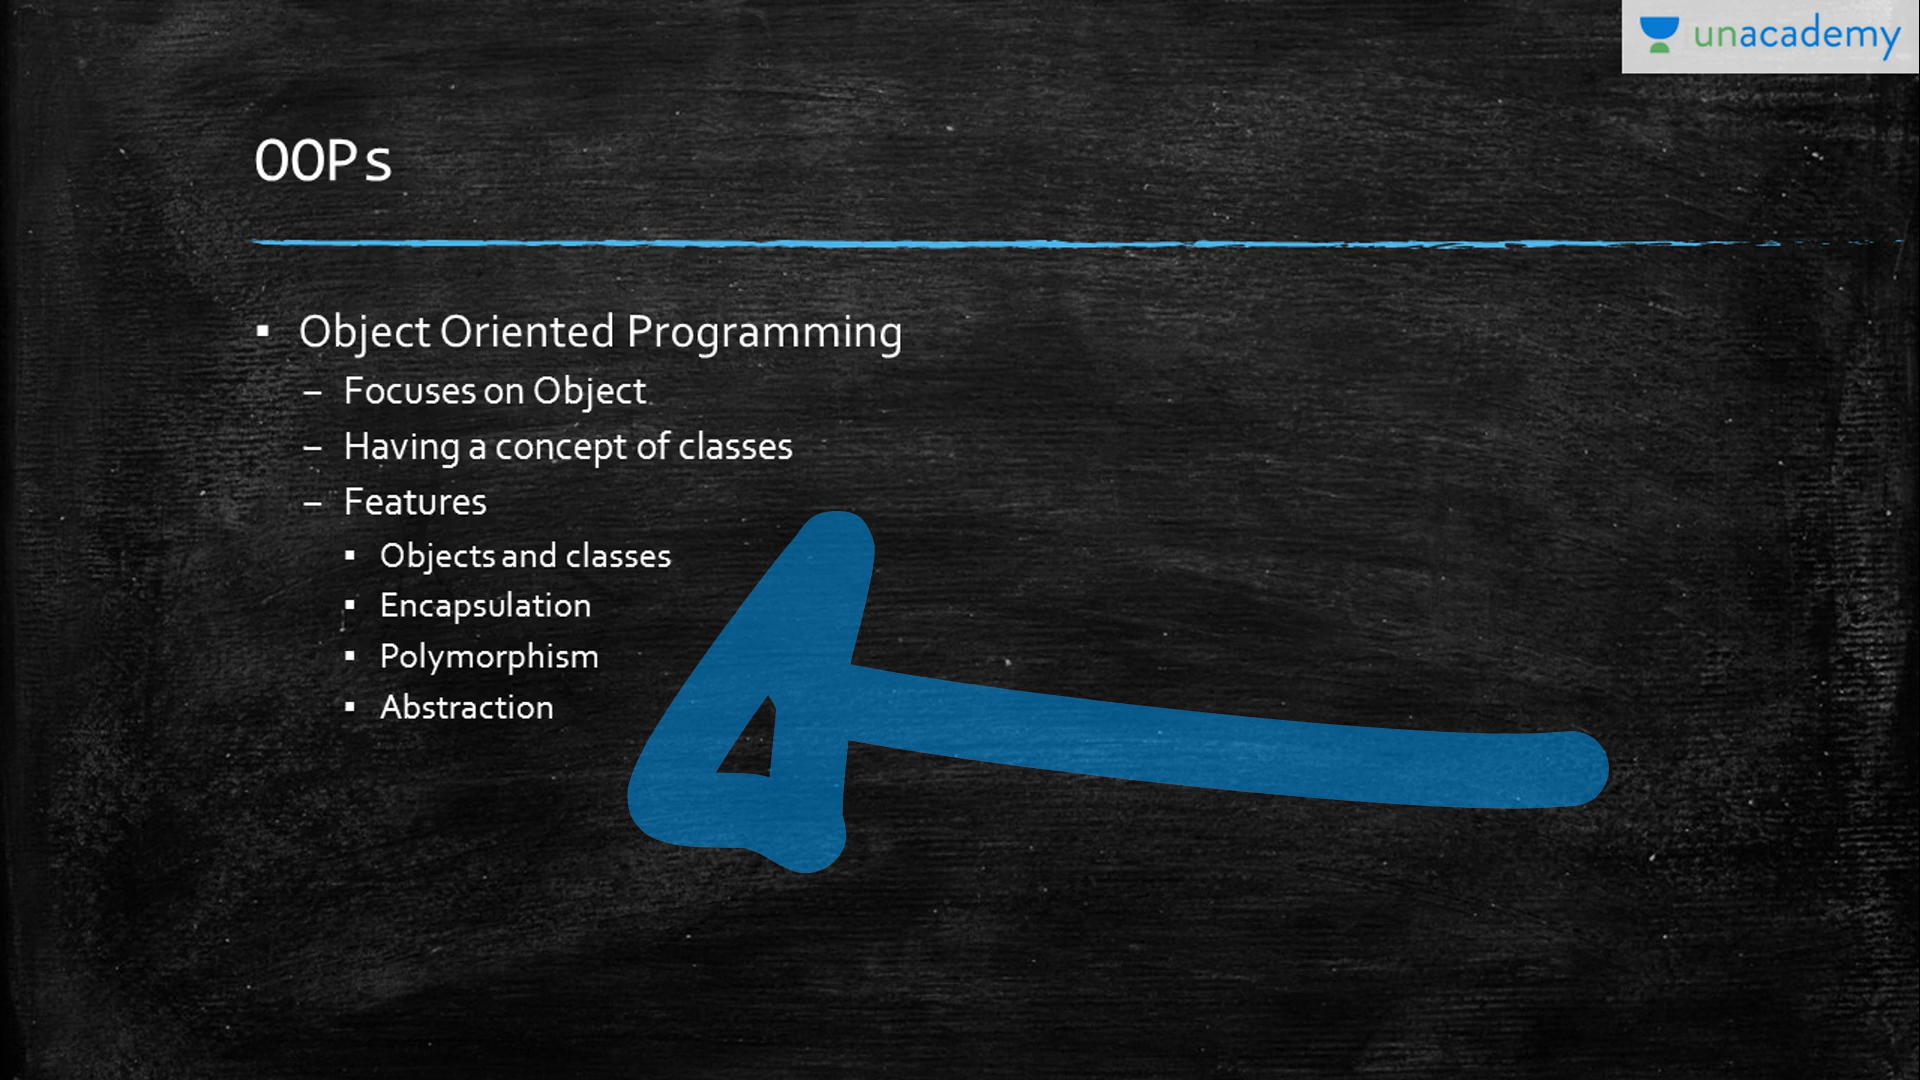 unacademy
OOPs
▪ Object Oriented Programming
– Focuses on Object
– Having a concept of classes
– Features
▪ Objects and classes
▪ Encapsulation
▪ Polymorphism
▪ Abstraction